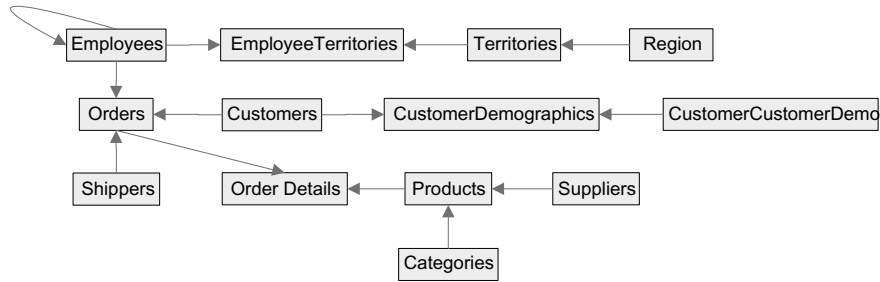 Employees
EmployeeTerritories
Territories
Region
Orders
Customers
CustomerDemographics
CustomerCustomerDemo
Shippers
Order Details
Products
Suppliers
Categories